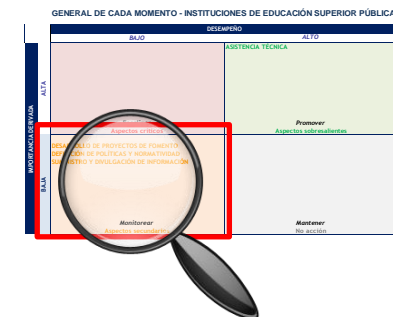 GENERAL DE CADA MOMENTO - INSTITUCIONES DE EDUCACIÓN SUPERIOR PÚBLICA
DESEMPEÑO
BAJO
ALTO
IMPORTANCIA DERIVADA
ALTA
ASISTENCIA TÉCNICA
Aspectos críticos
Promover
Aspectos sobresalientes
BAJA
DESARROLLO DE PROYECTOS DE FOMENTO
DEFINICIÓN DE POLÍTICAS Y NORMATIVIDAD
SUMINISTRO Y DIVULGACIÓN DE INFORMACIÓN
Monitorear
Aspectos secundarios
Mantener
No acción